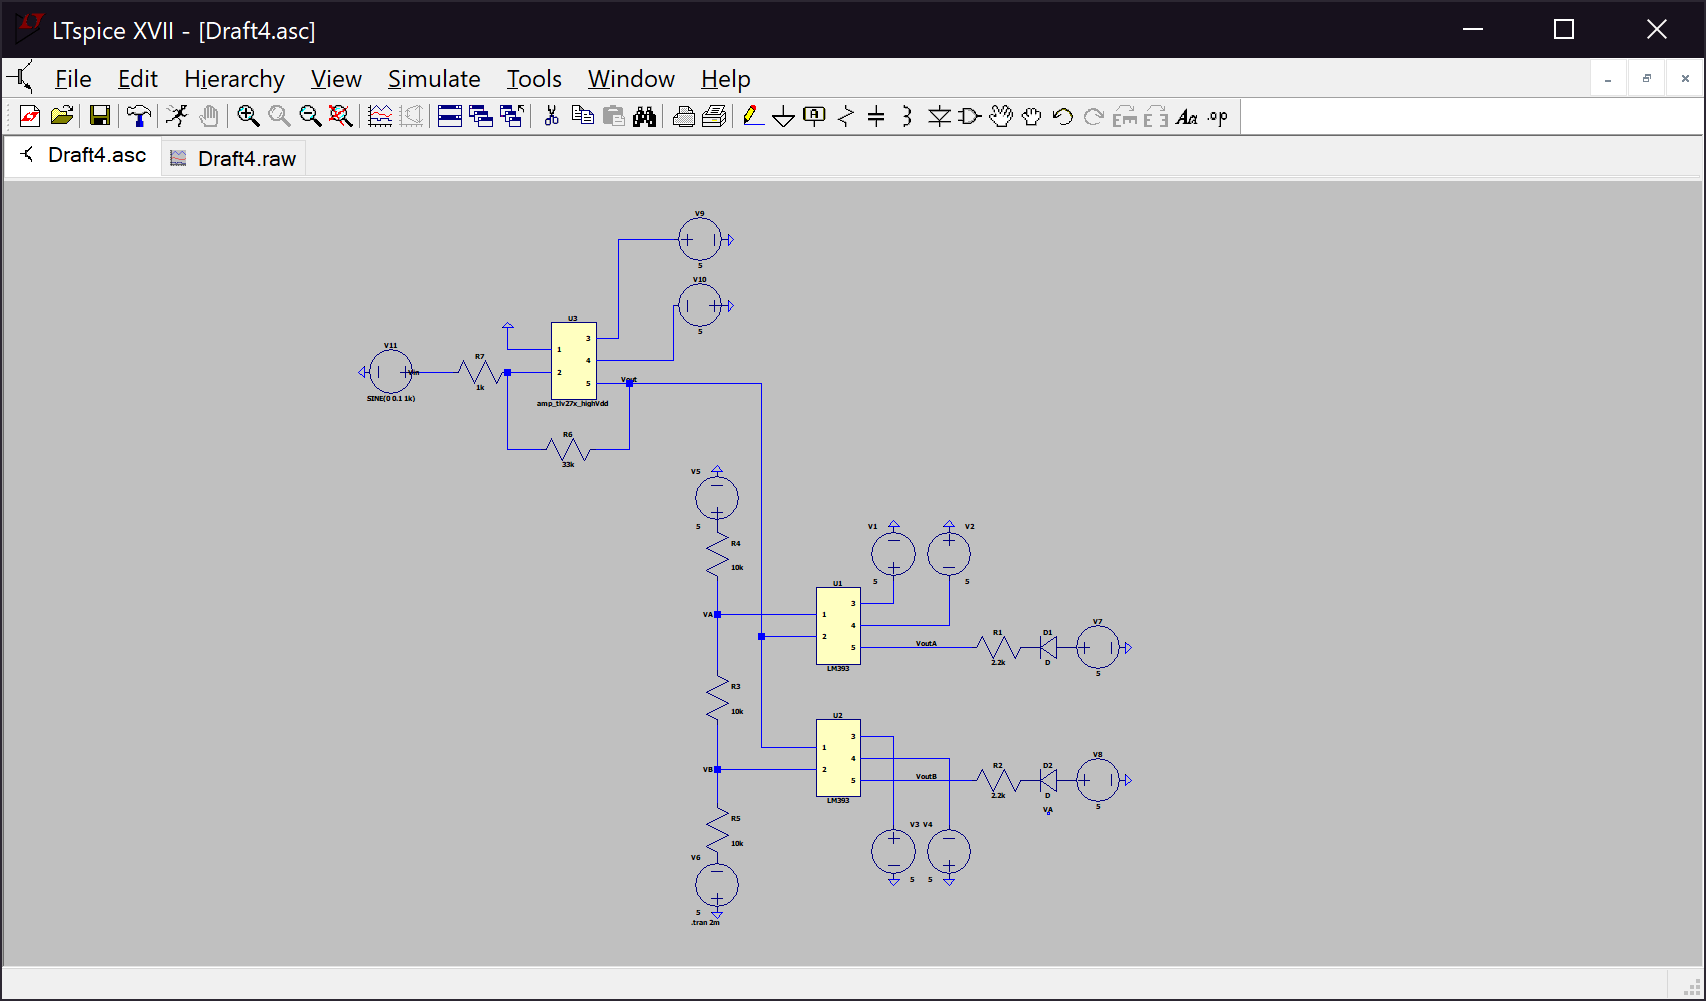 LTspice XVII - [Draft4.asc]
File Edit Hierarchy View Simulate Tools Window Help
Draft4.asc Draft4.raw
V9
5
V10
5
U3
3
1
4
2
5
amp_tlv27x_highVdd
V11
Vin
SINE(0 0.1 1k)
R7
1k
Vout
R6
33k
V5
5
R4
10k
V1
5
V2
5
VA
U1
3
1
4
2
5
LM393
VoutA
R1
2.2k
D1
D
V7
5
R3
10k
VB
U2
3
1
4
2
5
LM393
VoutB
R2
2.2k
D2
D
VA
V8
5
R5
10k
V3 V4
5 5
V6
5
.tran 2m